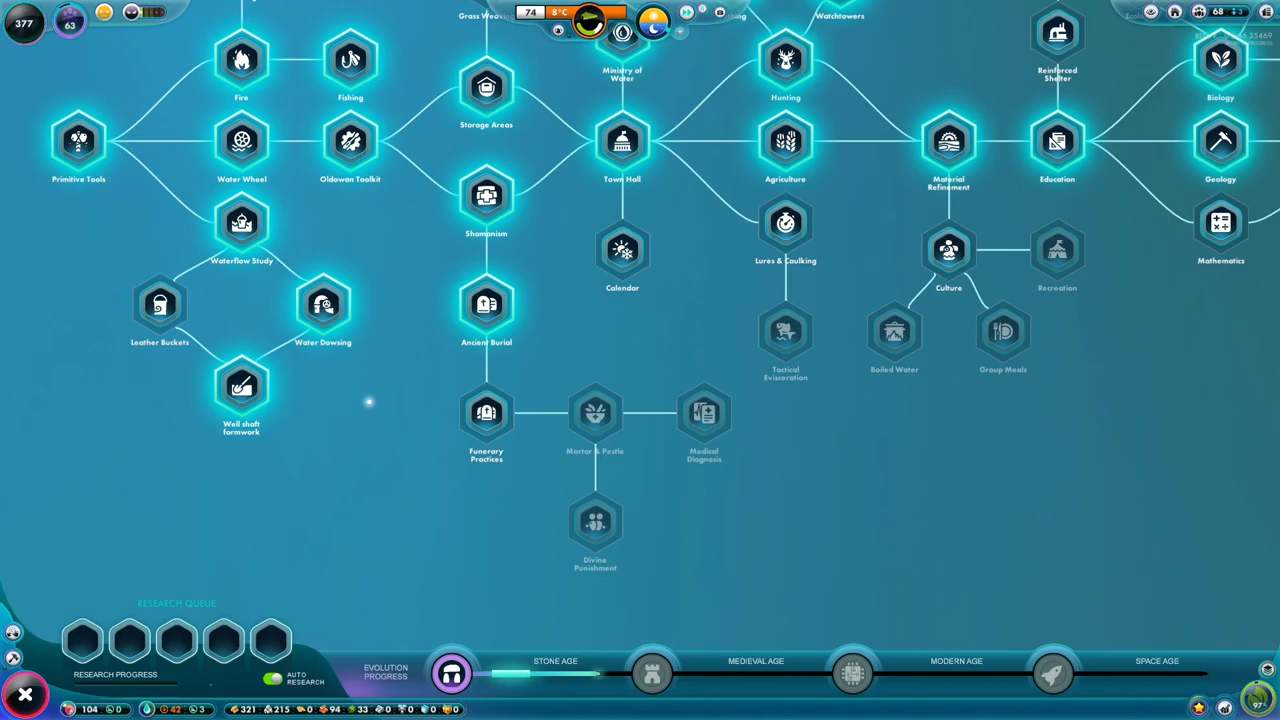 377
63
74
8°C
68
3
Watchtowers
Ministry of
Water
Reinforced
Shelter
Fire
Fishing
Storage Areas
Hunting
Biology
Primitive Tools
Water Wheel
Oldowan Toolkit
Town Hall
Agriculture
Material
Refinement
Education
Geology
Waterflow Study
Shamanism
Lures & Caulking
Mathematics
Calendar
Culture
Recreation
Leather Buckets
Water Dowsing
Ancient Burial
Tactical
Evisceration
Boiled Water
Group Meals
Well shaft
formwork
Funerary
Practices
Mortar & Pestle
Medical
Diagnosis
Divine
Punishment
RESEARCH QUEUE
RESEARCH PROGRESS
-
AUTO
RESEARCH
EVOLUTION
PROGRESS
STONE AGE
MEDIEVAL AGE
MODERN AGE
SPACE AGE
104 0 42 3 321 215 0 94 33 0 0 0 0
97%